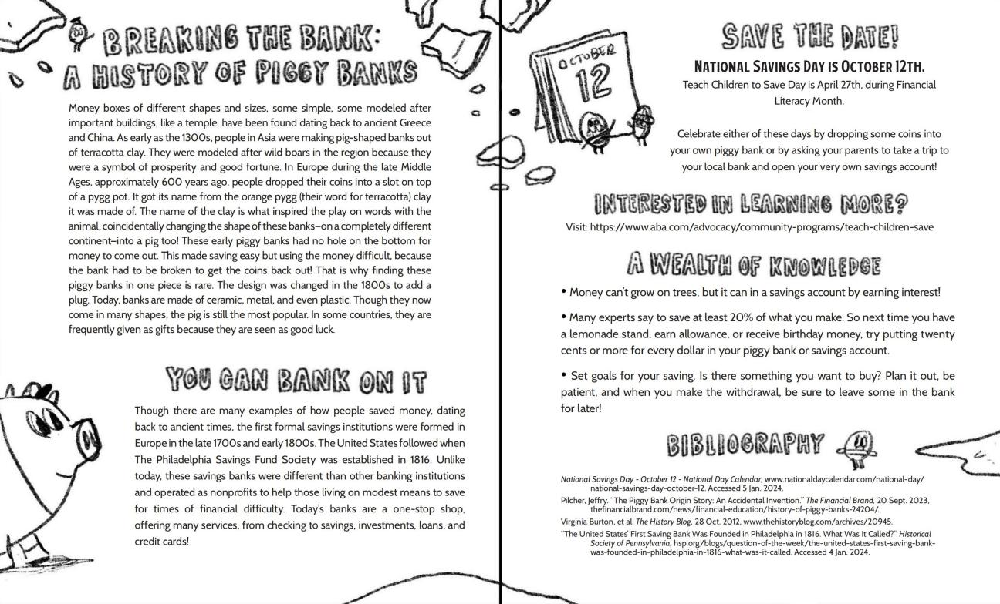 BREAKING THE BANK:
A HISTORY OF PIGGY BANKS
Money boxes of different shapes and sizes, some simple, some modeled after
important buildings, like a temple, have been found dating back to ancient Greece
and China. As early as the 1300s, people in Asia were making pig-shaped banks out
of terracotta clay. They were modeled after wild boars in the region because they
were a symbol of prosperity and good fortune. In Europe during the late Middle
Ages, approximately 600 years ago, people dropped their coins into a slot on top
of a pygg pot. It got its name from the orange pygg (their word for terracotta) clay
it was made of. The name of the clay is what inspired the play on words with the
animal, coincidentally changing the shape of these banks–on a completely different
continent–into a pig too! These early piggy banks had no hole on the bottom for
money to come out. This made saving easy but using the money difficult, because
the bank had to be broken to get the coins back out! That is why finding these
piggy banks in one piece is rare. The design was changed in the 1800s to add a
plug. Today, banks are made of ceramic, metal, and even plastic. Though they now
come in many shapes, the pig is still the most popular. In some countries, they are
frequently given as gifts because they are seen as good luck.
YOU CAN BANK ON IT
Though there are many examples of how people saved money, dating
back to ancient times, the first formal savings institutions were formed in
Europe in the late 1700s and early 1800s. The United States followed when
The Philadelphia Savings Fund Society was established in 1816. Unlike
today, these savings banks were different than other banking institutions
and operated as nonprofits to help those living on modest means to save
for times of financial difficulty. Today's banks are a one-stop shop,
offering many services, from checking to savings, investments, loans, and
credit cards!
OCTOBER
12
SAVE THE DATE!
NATIONAL SAVINGS DAY IS OCTOBER 12TH.
Teach Children to Save Day is April 27th, during Financial
Literacy Month.
Celebrate either of these days by dropping some coins into
your own piggy bank or by asking your parents to take a trip to
your local bank and open your very own savings account!
INTERESTED IN LEARNING MORE?
Visit: https://www.aba.com/advocacy/community-programs/teach-children-save
A WEALTH OF KNOWLEDGE
• Money can't grow on trees, but it can in a savings account by earning interest!
• Many experts say to save at least 20% of what you make. So next time you have
a lemonade stand, earn allowance, or receive birthday money, try putting twenty
cents or more for every dollar in your piggy bank or savings account.
• Set goals for your saving. Is there something you want to buy? Plan it out, be
patient, and when you make the withdrawal, be sure to leave some in the bank
for later!
BIBLIOGRAPHY
National Savings Day - October 12 - National Day Calendar, www.nationaldaycalendar.com/national-day/
national-savings-day-october-12. Accessed 5 Jan. 2024.
Pilcher, Jeffry. "The Piggy Bank Origin Story: An Accidental Invention." The Financial Brand, 20 Sept. 2023,
thefinancialbrand.com/news/financial-education/history-of-piggy-banks-24204/.
Virginia Burton, et al. The History Blog, 28 Oct. 2012, www.thehistoryblog.com/archives/20945.
"The United States' First Saving Bank Was Founded in Philadelphia in 1816. What Was It Called?" Historical
Society of Pennsylvania, hsp.org/blogs/question-of-the-week/the-united-states-first-saving-bank-
was-founded-in-philadelphia-in-1816-what-was-it-called. Accessed 4 Jan. 2024.